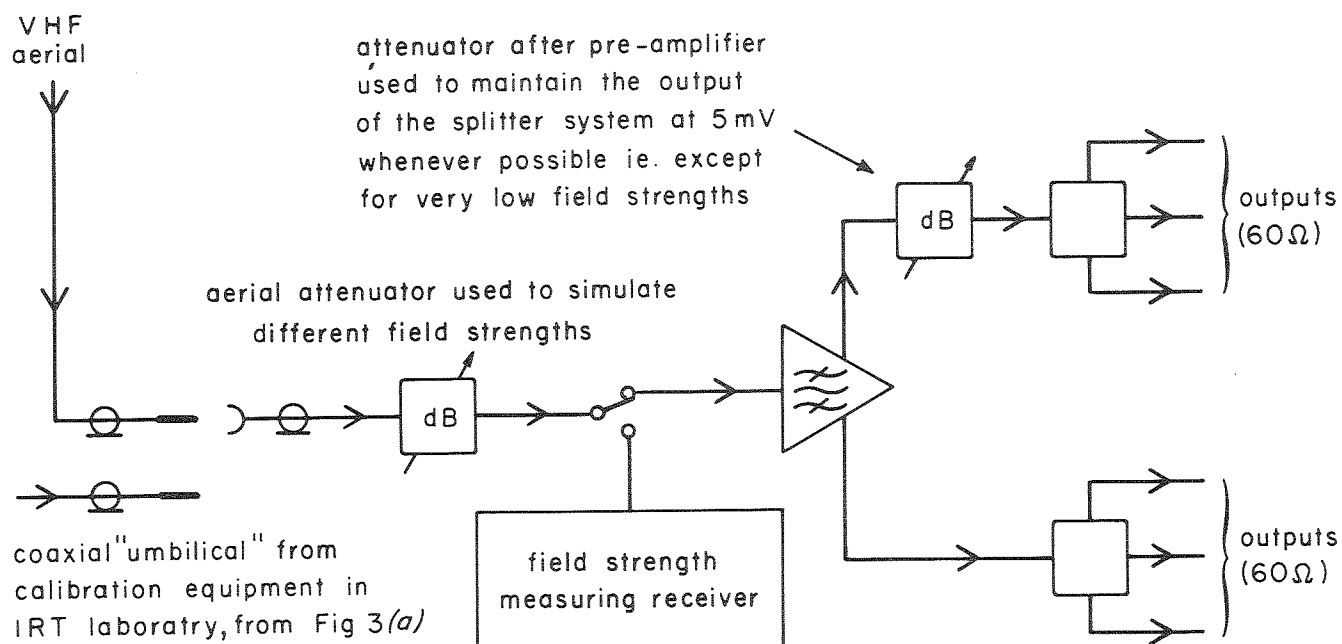 VHF
aerial
attenuator after pre-amplifier
used to maintain the output
of the splitter system at 5mV
whenever possible ie. except
for very low field strengths
dB
outputs
(60Ω)
aerial attenuator used to simulate
different field strengths
dB
coaxial "umbilical" from
calibration equipment in
IRT laboratry, from Fig 3(a)
field strength
measuring receiver
outputs
(60Ω)